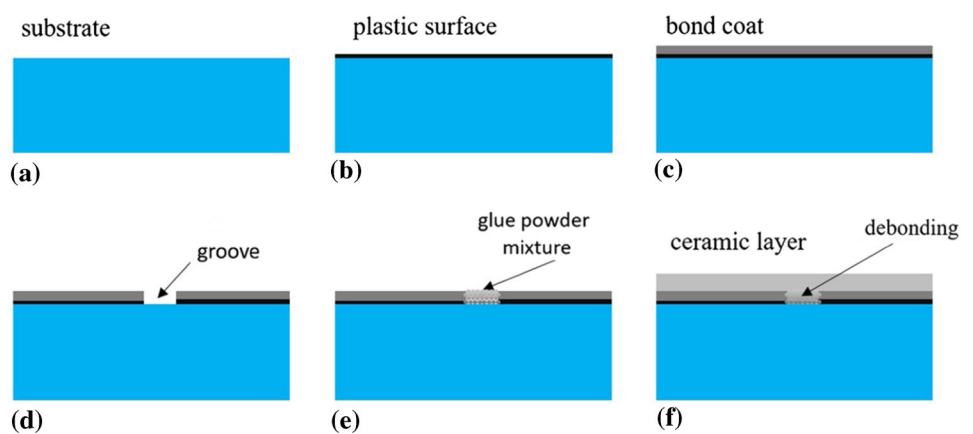 substrate
plastic surface
bond coat
(a)
(b)
(c)
groove
glue powder
mixture
ceramic layer
debonding
(d)
(e)
(f)